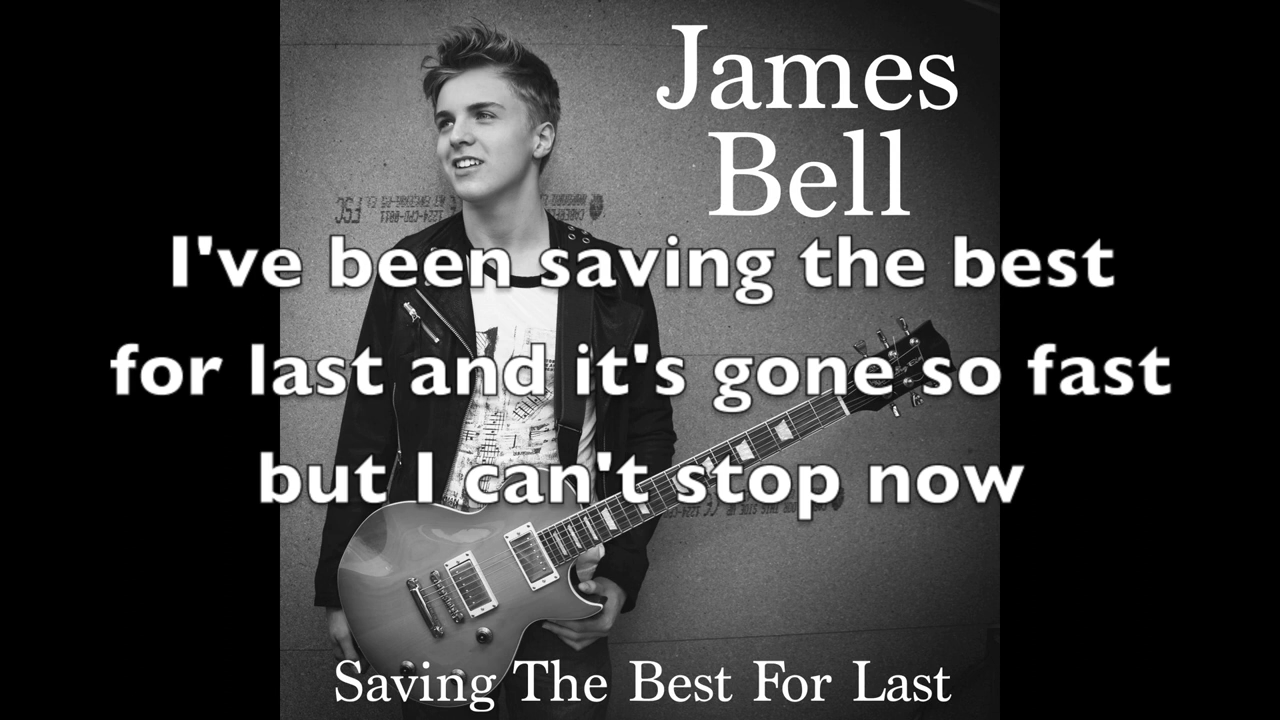 James
Bell
I've been saving the best
for last and it's gone so fast
but I can't stop now
Saving The Best For Last